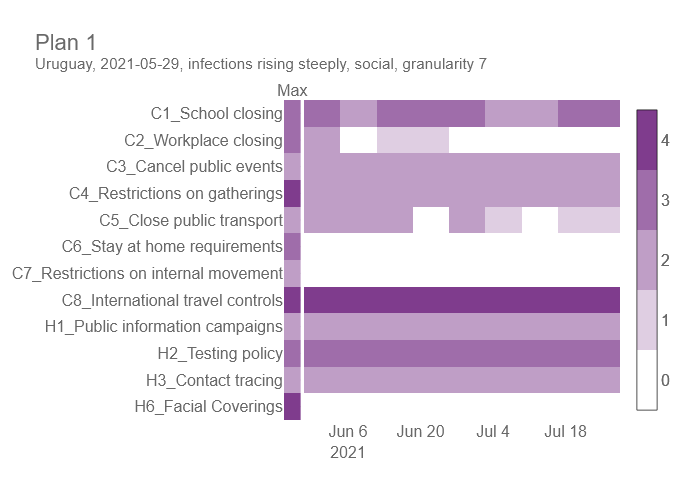 Plan 1
Uruguay, 2021-05-29, infections rising steeply, social, granularity 7
Max
C1_School closing
C2_Workplace closing
C3_Cancel public events
C4_Restrictions on gatherings
C5_Close public transport
C6_Stay at home requirements
C7_Restrictions on internal movement
C8_International travel controls
H1_Public information campaigns
H2_Testing policy
H3_Contact tracing
H6_Facial Coverings
Jun 6 Jun 20 Jul 4 Jul 18
2021
4
3
2
1
0